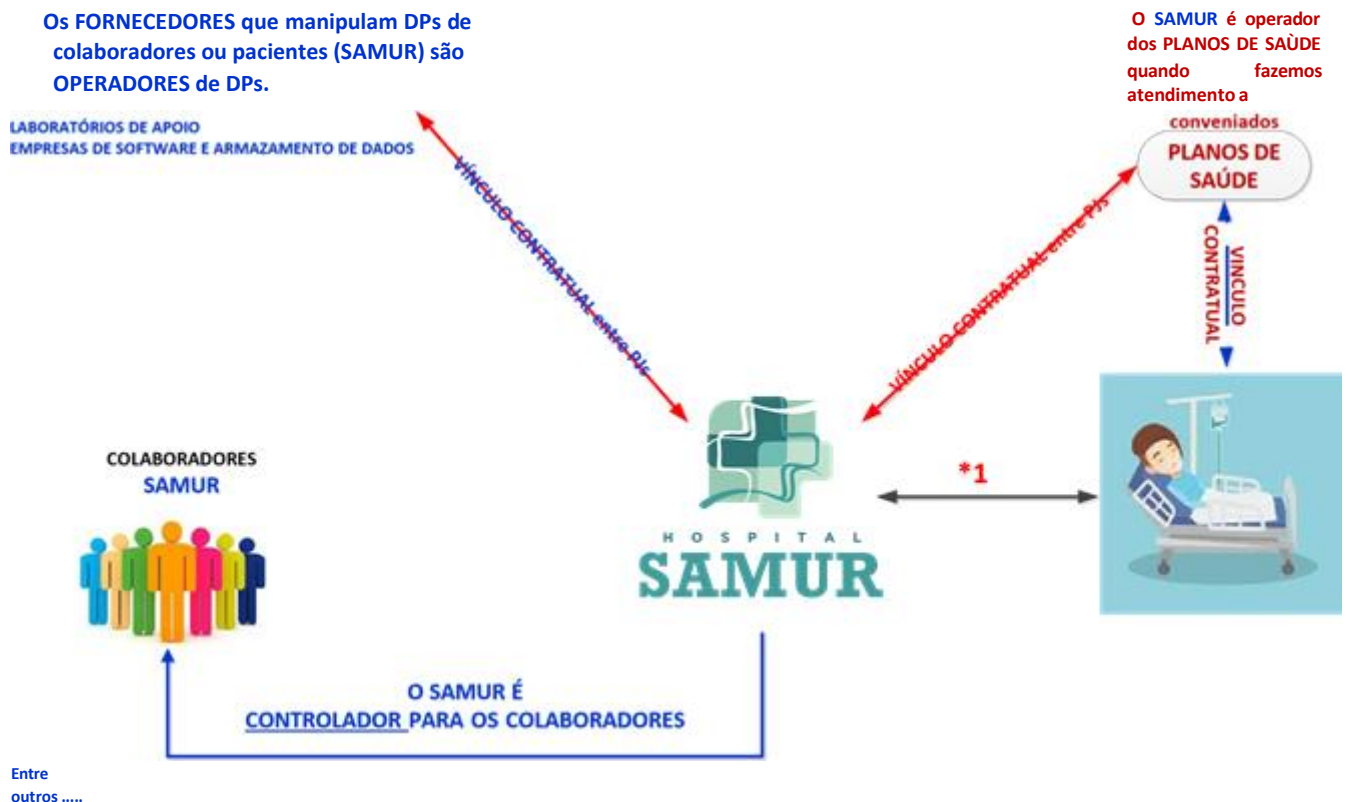 Os FORNECEDORES que manipulam DPs de
colaboradores ou pacientes (SAMUR) são
OPERADORES de DPs.
LABORATÓRIOS DE APOIO
EMPRESAS DE SOFTWARE E ARMAZAMENTO DE DADOS
O SAMUR é operador
dos PLANOS DE SAÙDE
quando fazemos
atendimento a
conveniados
PLANOS DE
SAÚDE
VÍNCULO CONTRATUAL entre PJs
VÍNCULO CONTRATUAL entre PJs
VINCULO
CONTRATUAL
COLABORADORES
SAMUR
*1
HOSPITAL
SAMUR
O SAMUR É
CONTROLADOR PARA OS COLABORADORES
Entre
outros .....